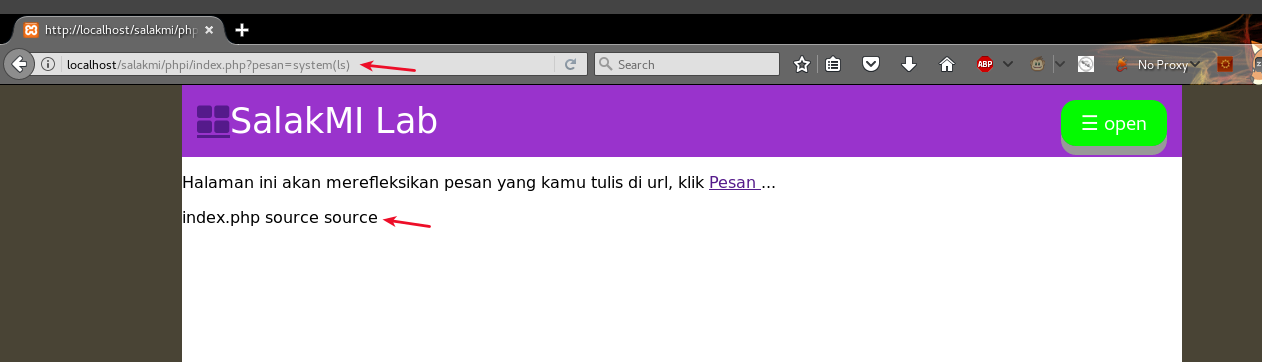 http://localhost/salakmi/php
localhost/salakmi/phpi/index.php?pesan=system(ls)
Search
ABP
No Proxy
SalakMI Lab
☰ open
Halaman ini akan merefleksikan pesan yang kamu tulis di url, klik Pesan ...
index.php source source